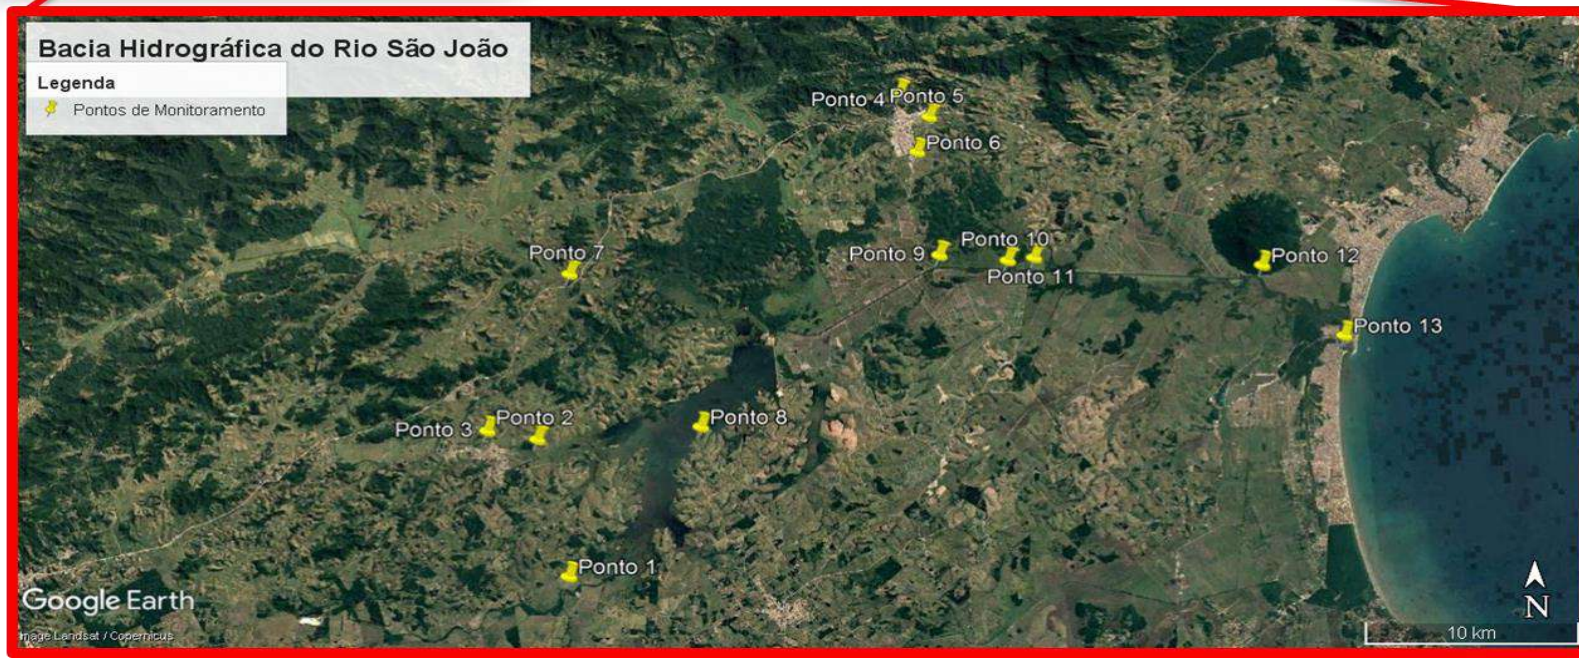 Bacia Hidrográfica do Rio São João
Legenda
Pontos de Monitoramento
Ponto 4
Ponto 5
Ponto 6
Ponto 7
Ponto 9
Ponto 10
Ponto 11
Ponto 12
Ponto 13
Ponto 3
Ponto 2
Ponto 8
Ponto 1
Google Earth
mage Landsat / Copernicus
N
10 km